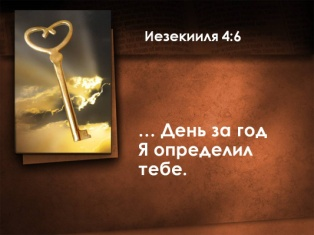 Иезекииля 4:6
... День за год
Я определил
тебе.